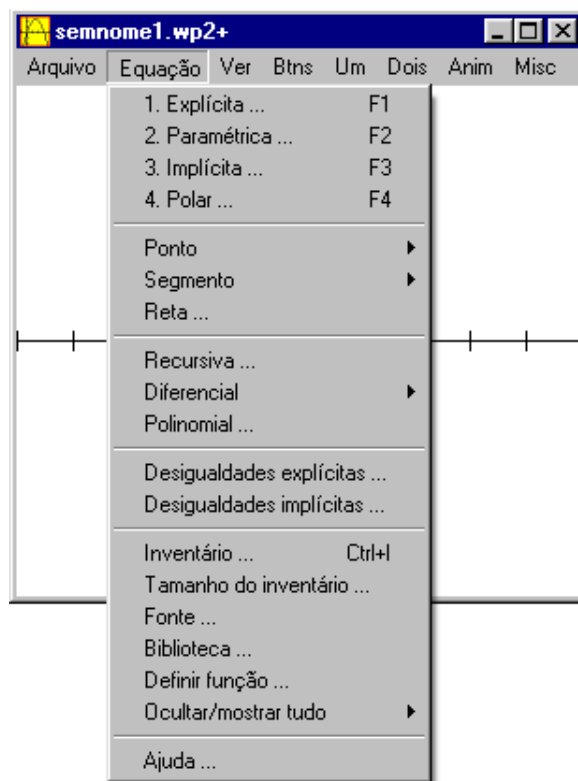 semnome1.wp2+
Arquivo Equação Ver Btns Um Dois Anim Misc
1. Explícita ... F1
2. Paramétrica ... F2
3. Implícita ... F3
4. Polar ... F4
Ponto
Segmento
Reta ...
Recursiva ...
Diferencial
Polinomial ...
Desigualdades explícitas ...
Desigualdades implícitas ...
Inventário ... Ctrl+I
Tamanho do inventário ...
Fonte ...
Biblioteca ...
Definir função ...
Ocultar/mostrar tudo
Ajuda ...